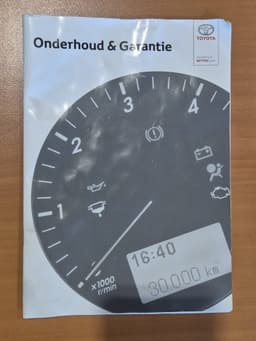 Onderhoud & Garantie
TOYOTA
1
2
3
4
x1000
r/min
16:40
30.000 km